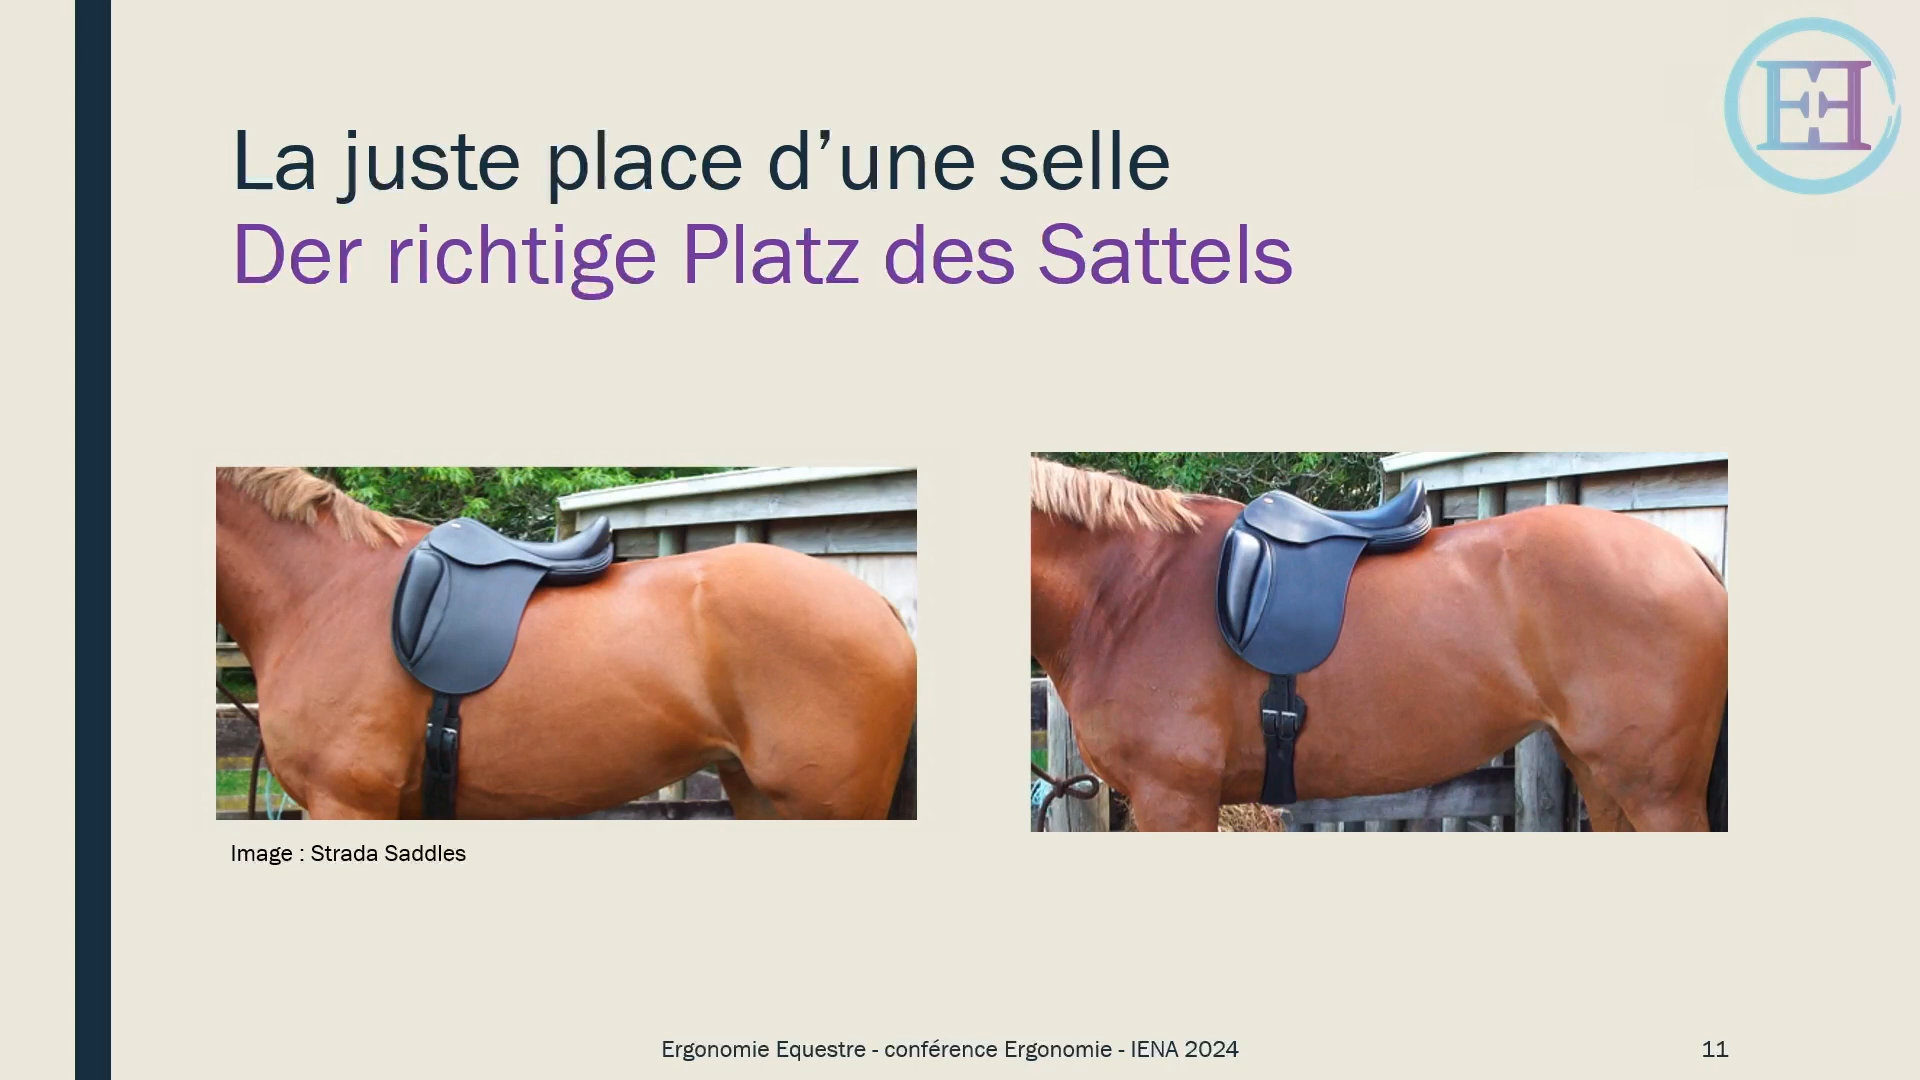 La juste place d’une selle
Der richtige Platz des Sattels
Image : Strada Saddles
Ergonomie Equestre - conférence Ergonomie - IENA 2024
11